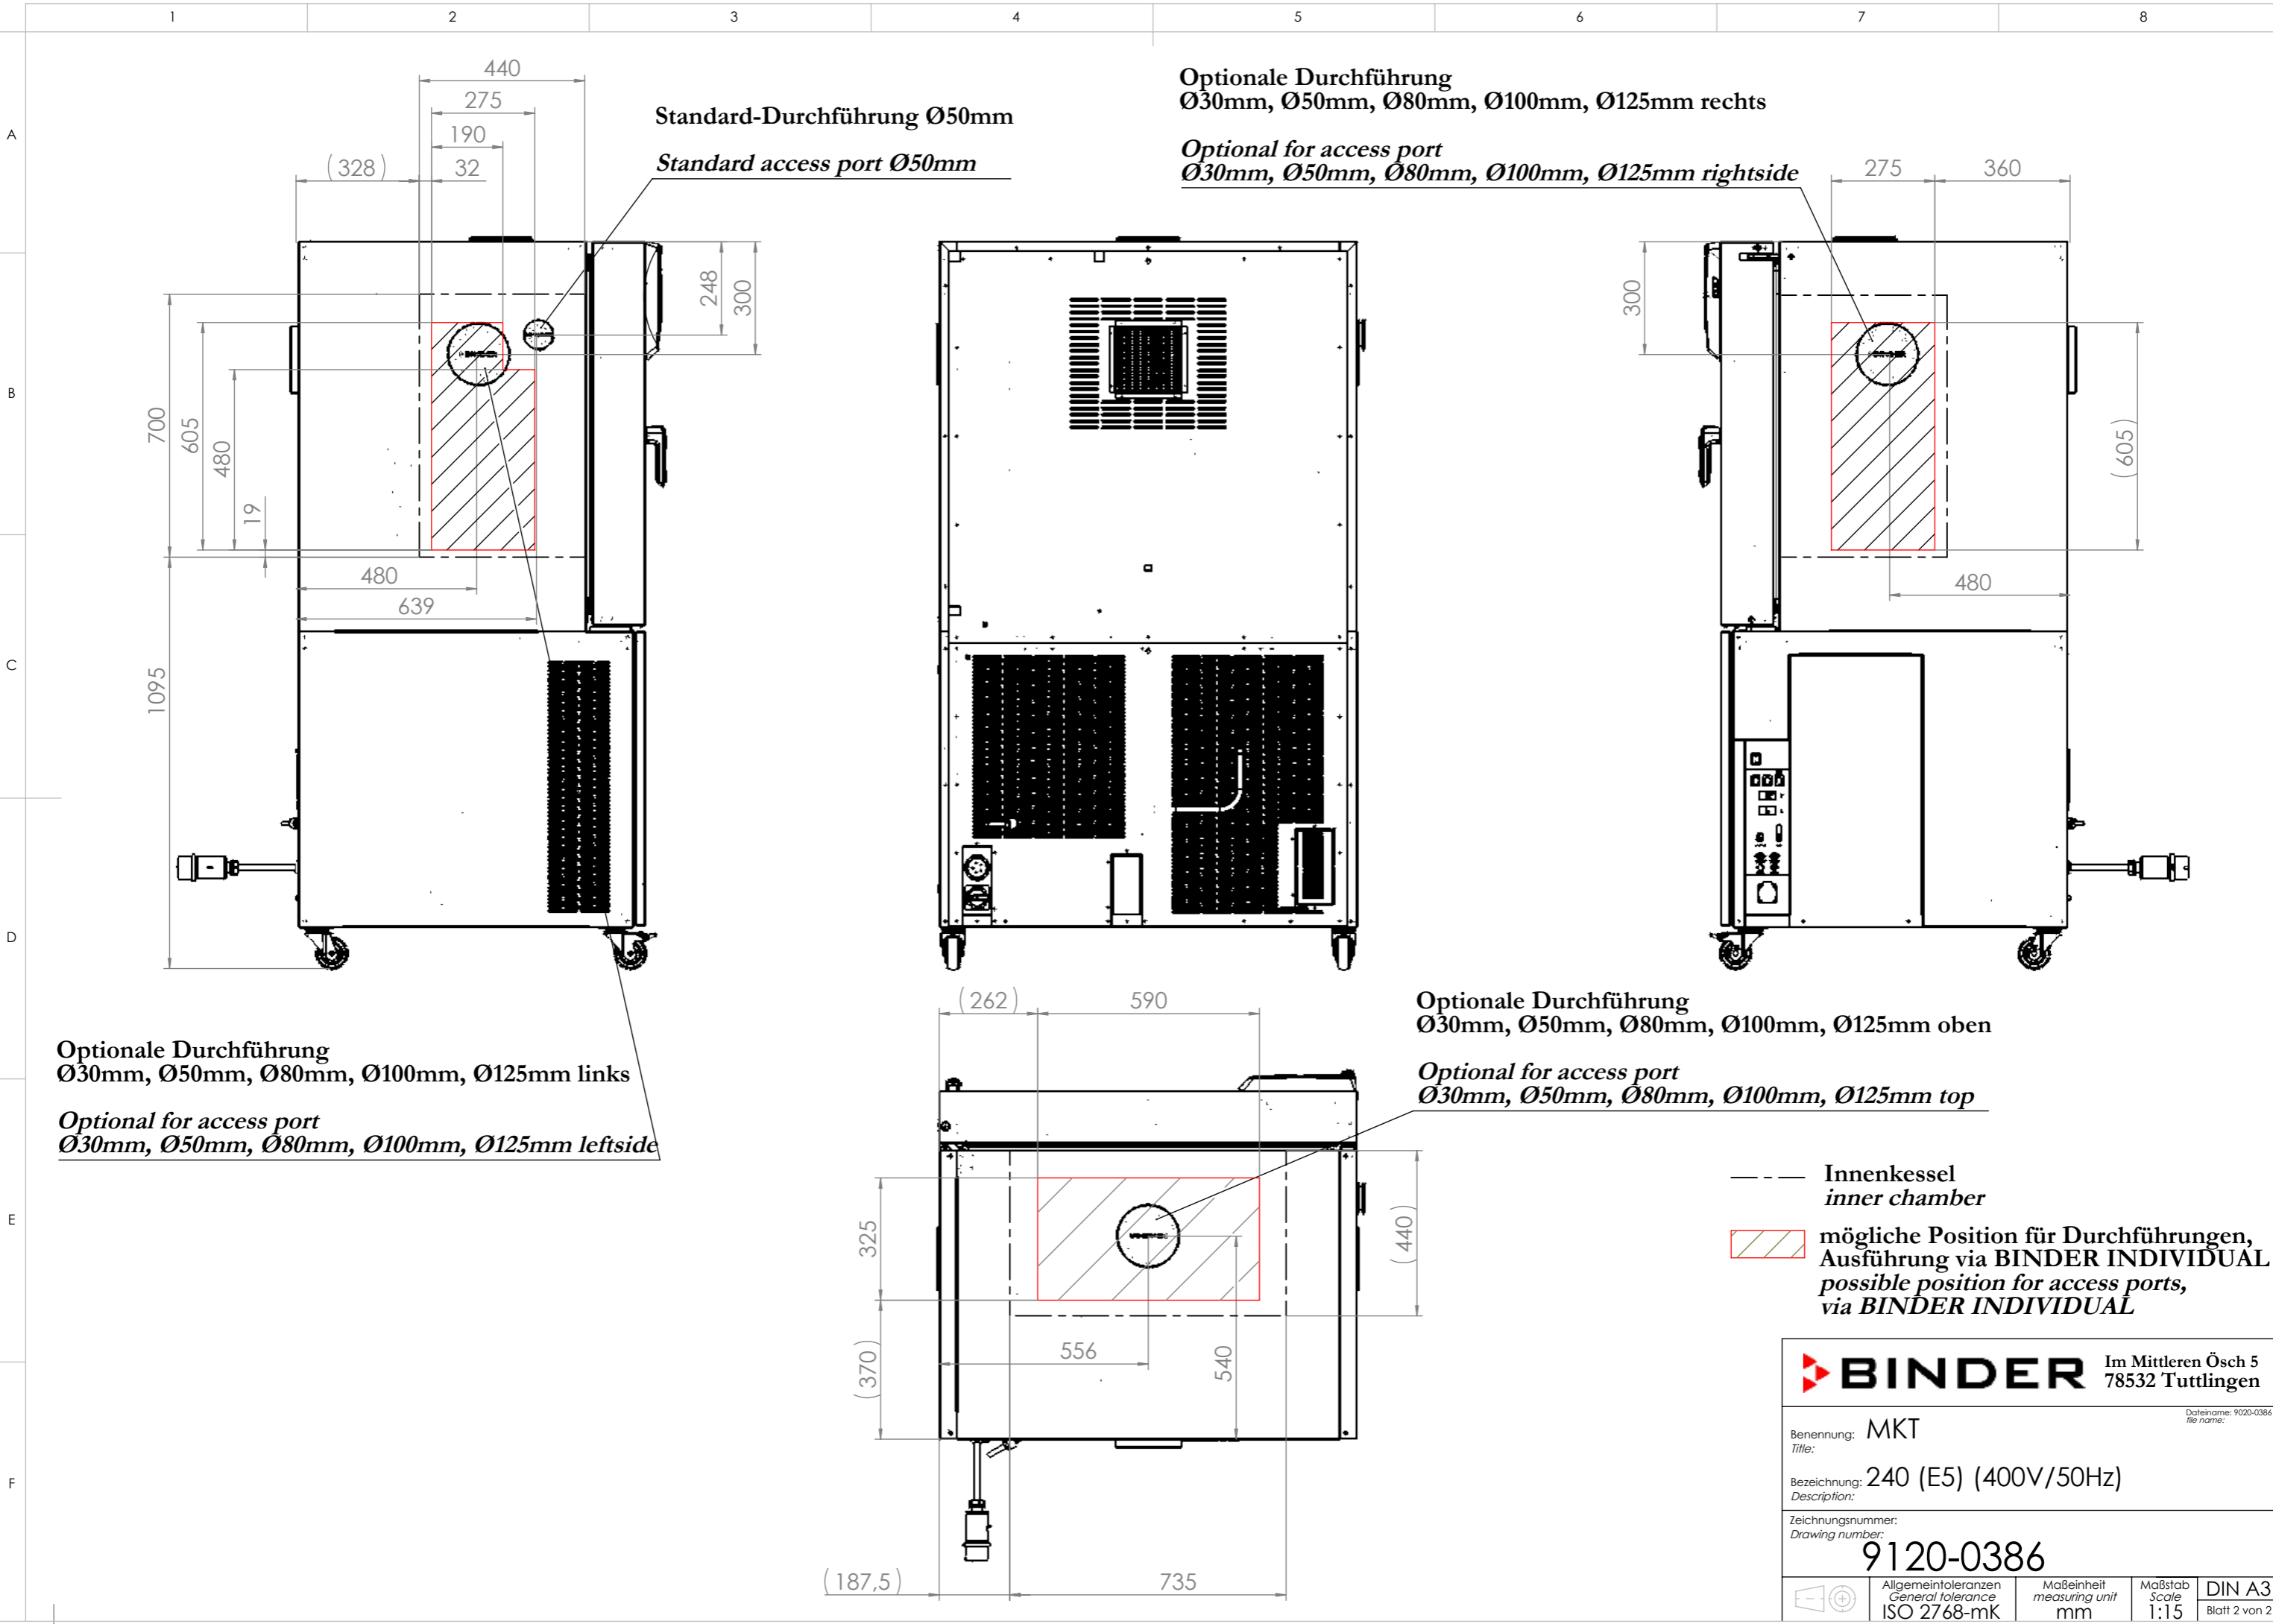 1 2 3 4 5 6 7 8
A
B
C
D
E
F
440
275
190
(328) 32
Standard-Durchführung Ø50mm
Standard access port Ø50mm
248
300
700
605
480
19
480
639
1095
Optionale Durchführung
Ø30mm, Ø50mm, Ø80mm, Ø100mm, Ø125mm rechts
Optional for access port
Ø30mm, Ø50mm, Ø80mm, Ø100mm, Ø125mm rightside
275 360
300
(605)
480
Optionale Durchführung
Ø30mm, Ø50mm, Ø80mm, Ø100mm, Ø125mm links
Optional for access port
Ø30mm, Ø50mm, Ø80mm, Ø100mm, Ø125mm leftside
(262) 590
Optionale Durchführung
Ø30mm, Ø50mm, Ø80mm, Ø100mm, Ø125mm oben
Optional for access port
Ø30mm, Ø50mm, Ø80mm, Ø100mm, Ø125mm top
325
(370)
(440)
556
540
(187,5) 735
Innenkessel
inner chamber
mögliche Position für Durchführungen,
Ausführung via BINDER INDIVIDUAL
possible position for access ports,
via BINDER INDIVIDUAL
BINDER
Im Mittleren Ösch 5
78532 Tuttlingen
Dateiname: 9020-0386
file name:
Benennung: MKT
Title:
Bezeichnung: 240 (E5) (400V/50Hz)
Description:
Zeichnungsnummer:
Drawing number:
9120-0386
Allgemeintoleranzen
General tolerance
ISO 2768-mK
Maßeinheit
measuring unit
mm
Maßstab
Scale
1:15
DIN A3
Blatt 2 von 2